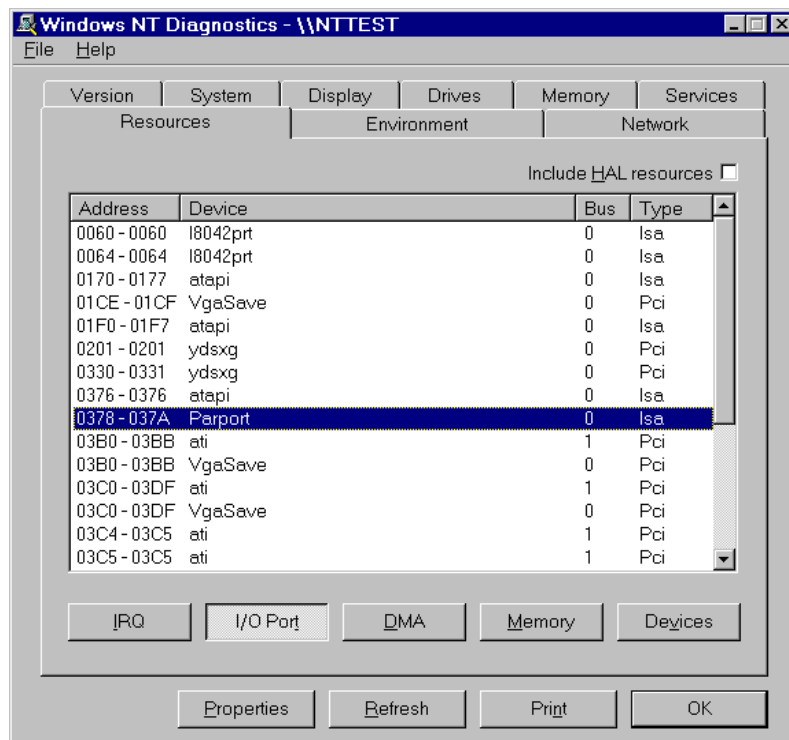 Windows NT Diagnostics - \\NTTEST
File Help
Version System Display Drives Memory Services
Resources Environment Network
Include HAL resources
Address Device Bus Type
0060 - 0060 I8042prt 0 Isa
0064 - 0064 I8042prt 0 Isa
0170 - 0177 atapi 0 Isa
01CE - 01CF VgaSave 0 Pci
01F0 - 01F7 atapi 0 Isa
0201 - 0201 ydsxg 0 Pci
0330 - 0331 ydsxg 0 Pci
0376 - 0376 atapi 0 Isa
0378 - 037A Parport 0 Isa
03B0 - 03BB ati 1 Pci
03B0 - 03BB VgaSave 0 Pci
03C0 - 03DF ati 1 Pci
03C0 - 03DF VgaSave 0 Pci
03C4 - 03C5 ati 1 Pci
03C5 - 03C5 ati 1 Pci
IRQ I/O Port DMA Memory Devices
Properties Refresh Print OK